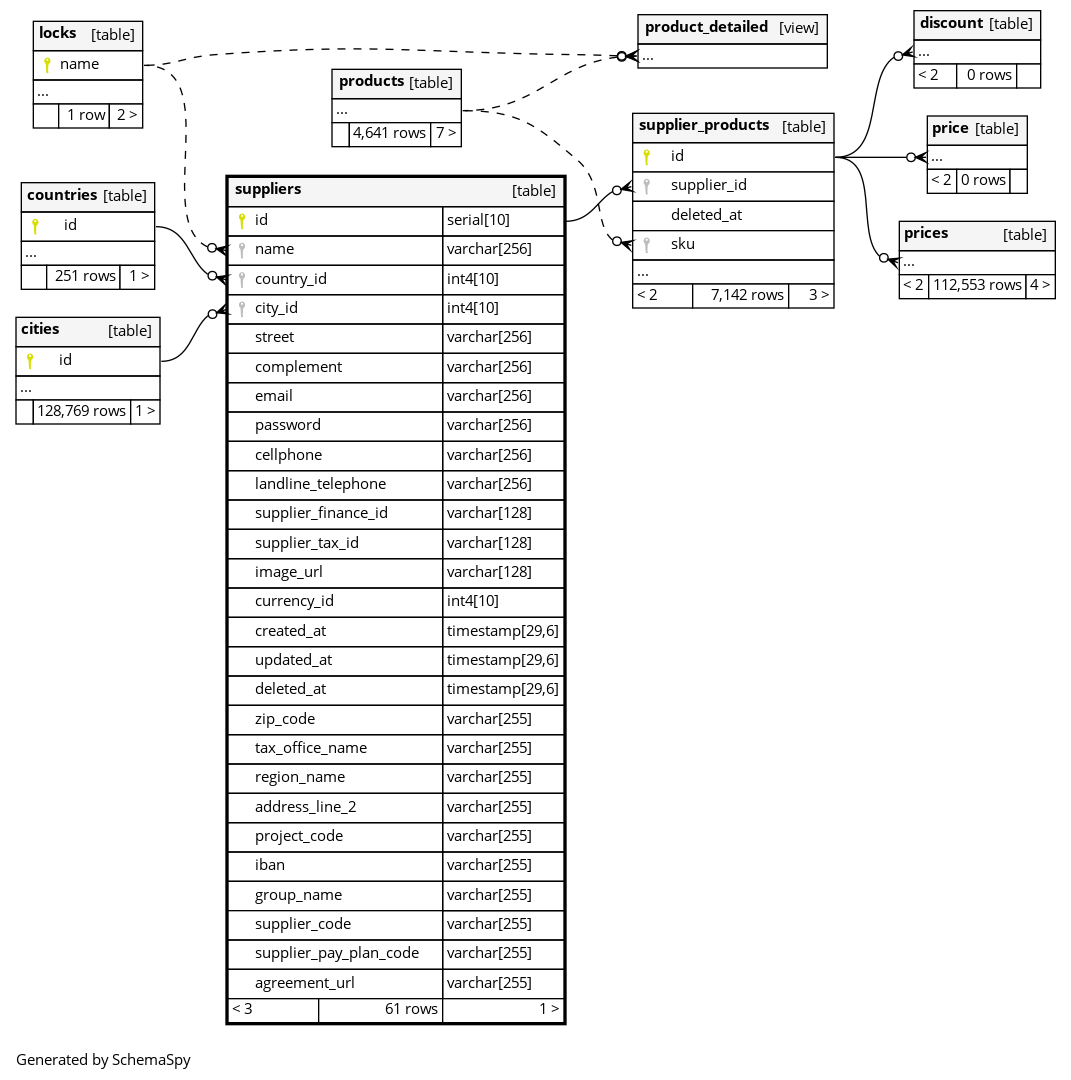 locks [table]
name
...
1 row 2 >
countries [table]
id
...
251 rows 1 >
cities [table]
id
...
128,769 rows 1 >
products [table]
...
4,641 rows 7 >
suppliers [table]
id serial[10]
name varchar[256]
country_id int4[10]
city_id int4[10]
street varchar[256]
complement varchar[256]
email varchar[256]
password varchar[256]
cellphone varchar[256]
landline_telephone varchar[256]
supplier_finance_id varchar[128]
supplier_tax_id varchar[128]
image_url varchar[128]
currency_id int4[10]
created_at timestamp[29,6]
updated_at timestamp[29,6]
deleted_at timestamp[29,6]
zip_code varchar[255]
tax_office_name varchar[255]
region_name varchar[255]
address_line_2 varchar[255]
project_code varchar[255]
iban varchar[255]
group_name varchar[255]
supplier_code varchar[255]
supplier_pay_plan_code varchar[255]
agreement_url varchar[255]
< 3 61 rows 1 >
product_detailed [view]
...
supplier_products [table]
id
supplier_id
deleted_at
sku
...
< 2 7,142 rows 3 >
discount [table]
...
< 2 0 rows
price [table]
...
< 2 0 rows
prices [table]
...
< 2 112,553 rows 4 >
Generated by SchemaSpy